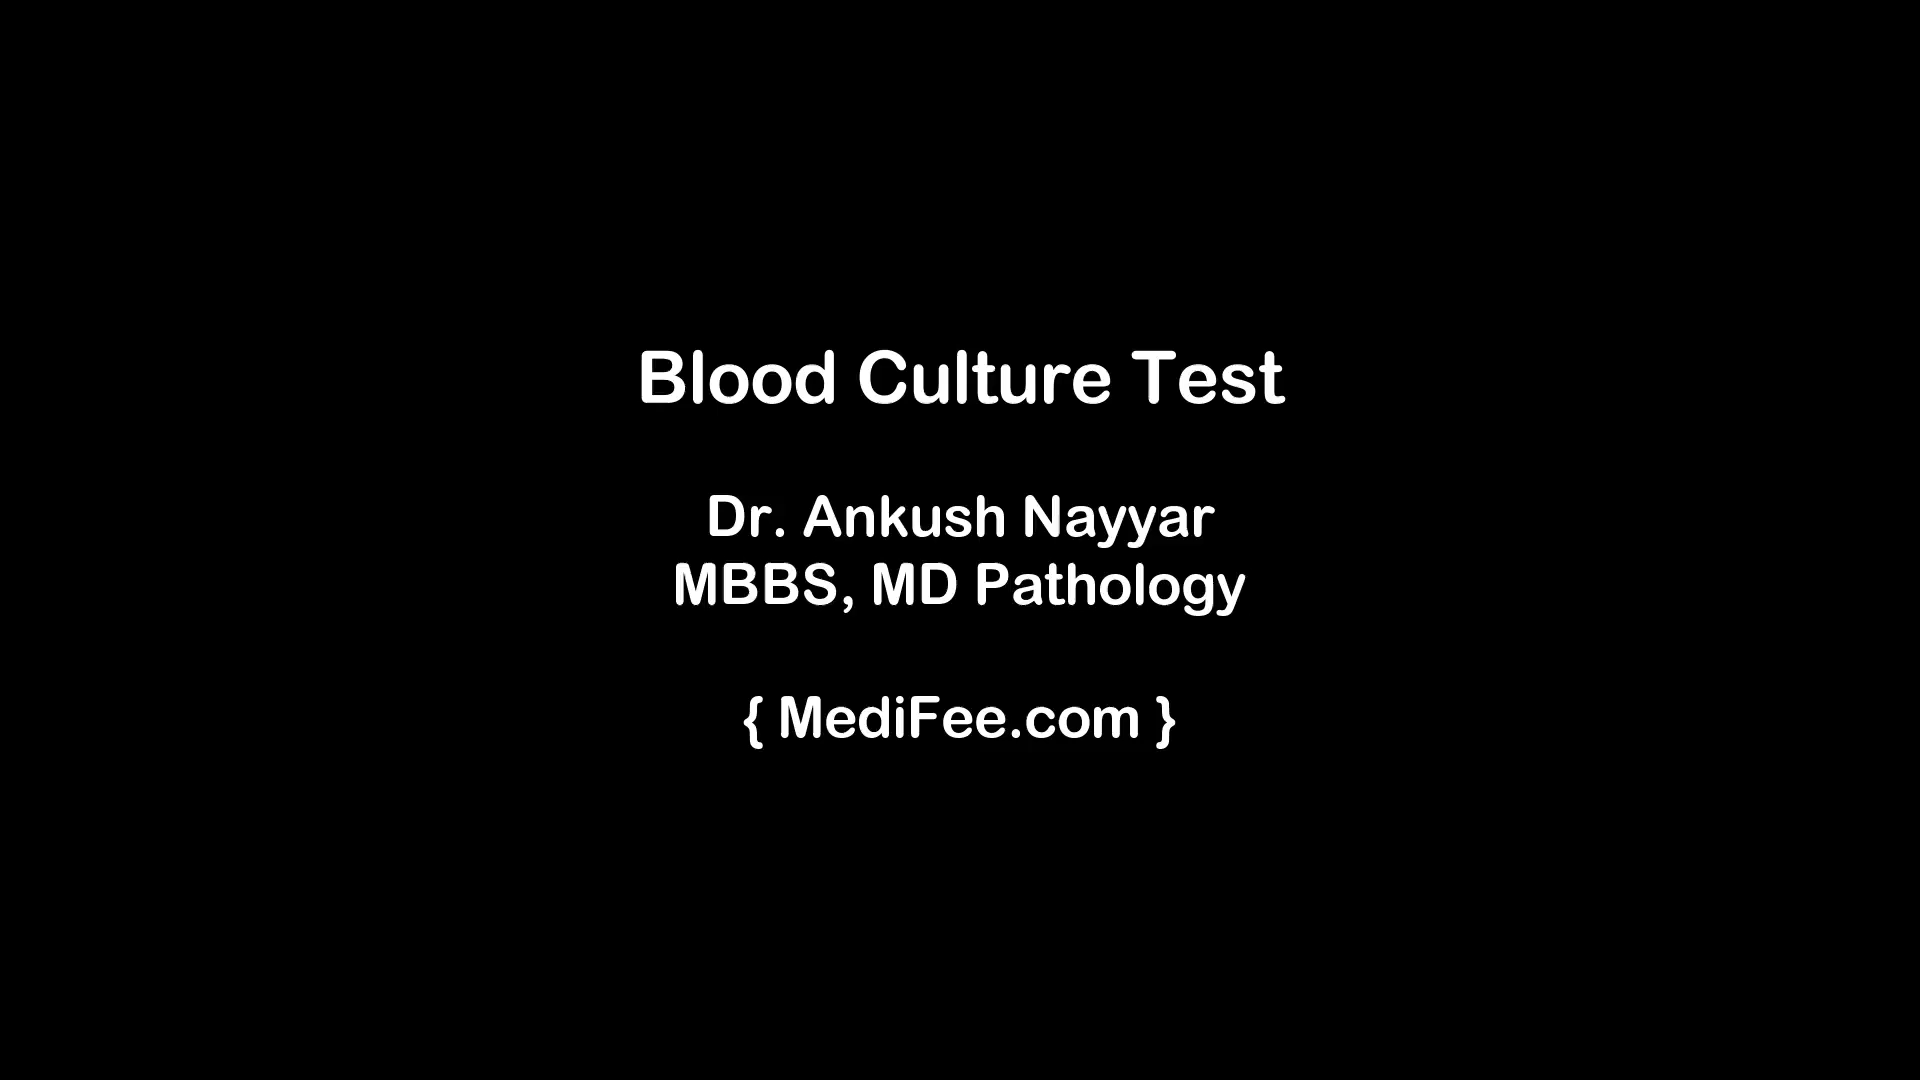 Blood Culture Test
Dr. Ankush Nayyar
MBBS, MD Pathology
{ MediFee.com }